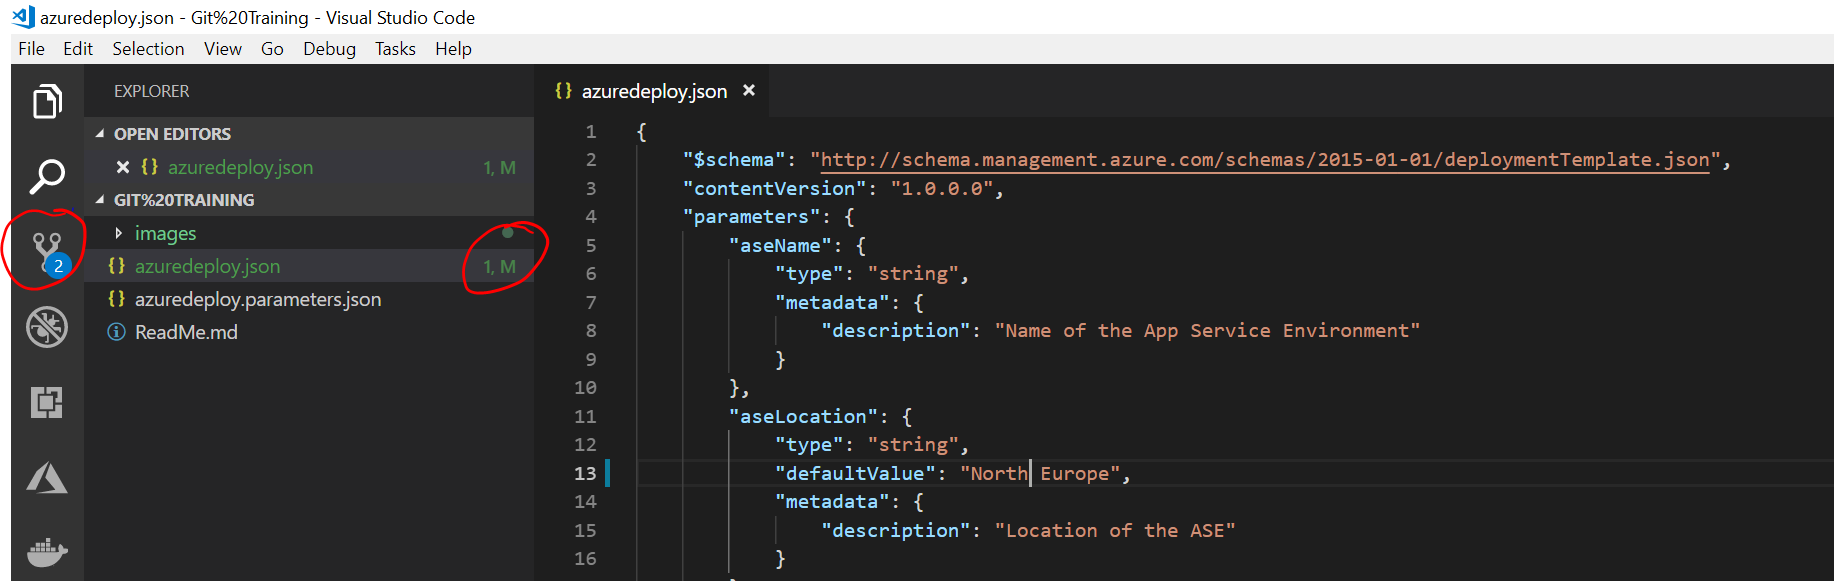 azuredeploy.json - Git%20Training - Visual Studio Code
File Edit Selection View Go Debug Tasks Help
EXPLORER
OPEN EDITORS
azuredeploy.json 1, M
GIT%20TRAINING
images
azuredeploy.json 1, M
azuredeploy.parameters.json
ReadMe.md
2
azuredeploy.json
1 {
2 "$schema": "http://schema.management.azure.com/schemas/2015-01-01/deploymentTemplate.json",
3 "contentVersion": "1.0.0.0",
4 "parameters": {
5 "aseName": {
6 "type": "string",
7 "metadata": {
8 "description": "Name of the App Service Environment"
9 }
10 },
11 "aseLocation": {
12 "type": "string",
13 "defaultValue": "North Europe",
14 "metadata": {
15 "description": "Location of the ASE"
16 }